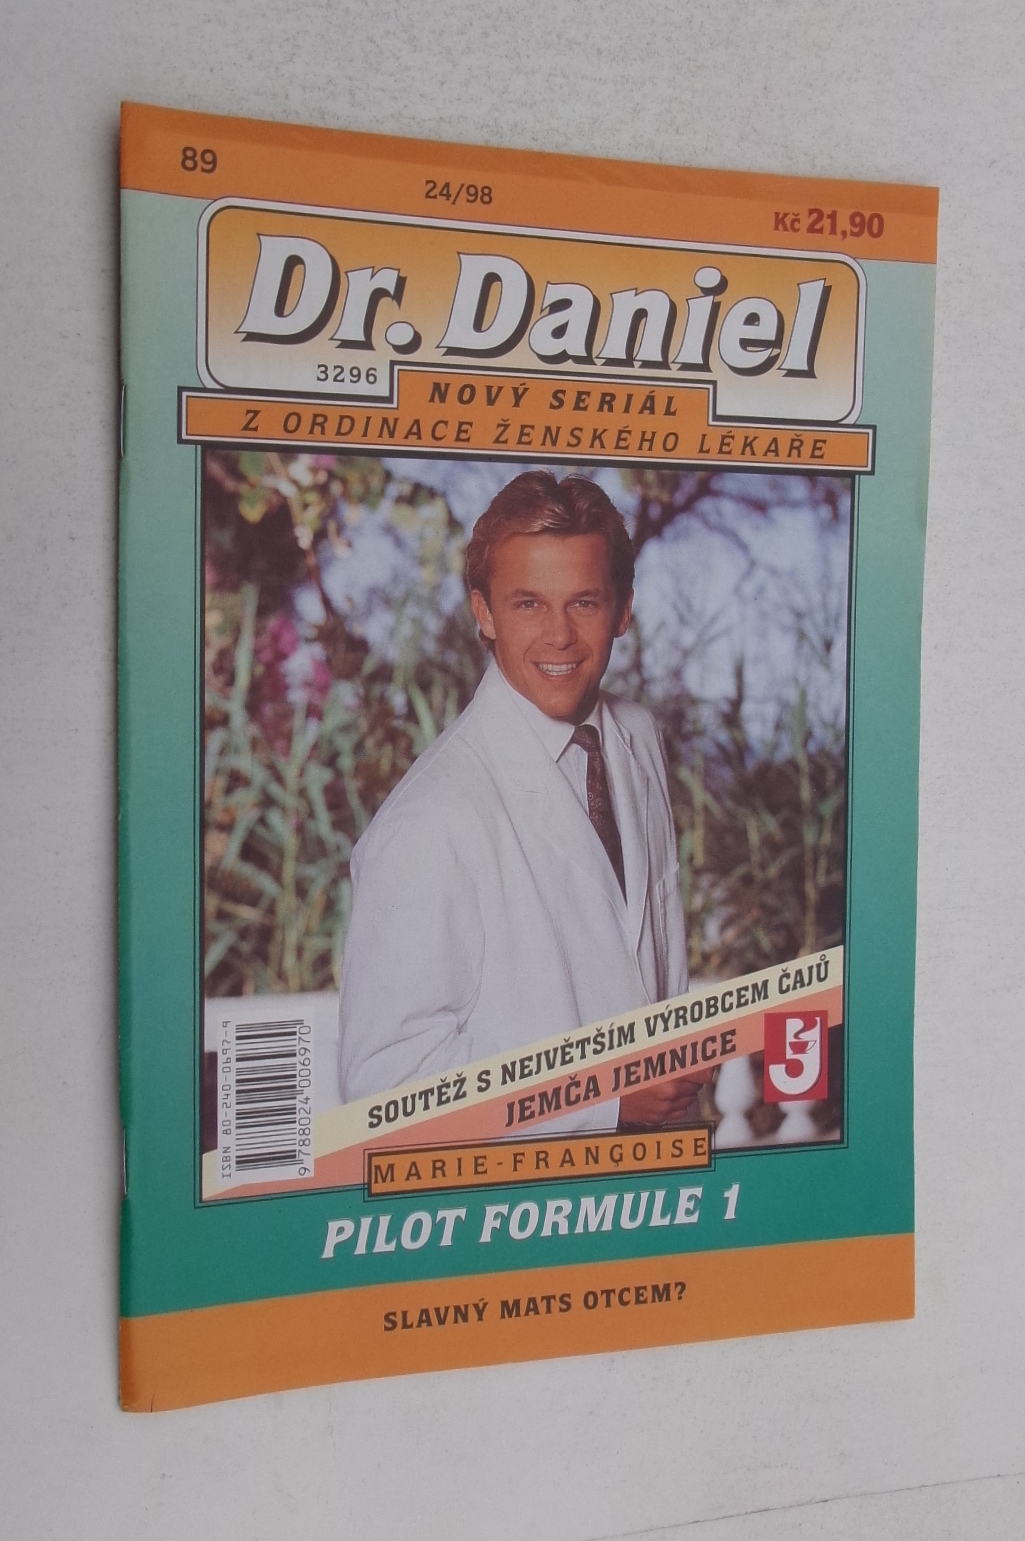 89
24/98
Kč 21,90
Dr. Daniel
3296
NOVÝ SERIÁL
Z ORDINACE ŽENSKÉHO LÉKAŘE
SOUTĚŽ S NEJVĚTŠÍM VÝROBCEM ČAJŮ
JEMČA JEMNICE
J
ISBN 80-240-0697-9
9 788024 006970
MARIE-FRANÇOISE
PILOT FORMULE 1
SLAVNÝ MATS OTCEM?